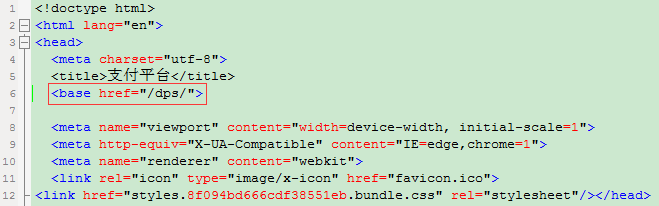 1 <!doctype html>
2 <html lang="en">
3 <head>
4 <meta charset="utf-8">
5 <title>支付平台</title>
6 <base href="/dps/">
7
8 <meta name="viewport" content="width=device-width, initial-scale=1">
9 <meta http-equiv="X-UA-Compatible" content="IE=edge,chrome=1">
10 <meta name="renderer" content="webkit">
11 <link rel="icon" type="image/x-icon" href="favicon.ico">
12 <link href="styles.8f094bd666cdf38551eb.bundle.css" rel="stylesheet"/></head>